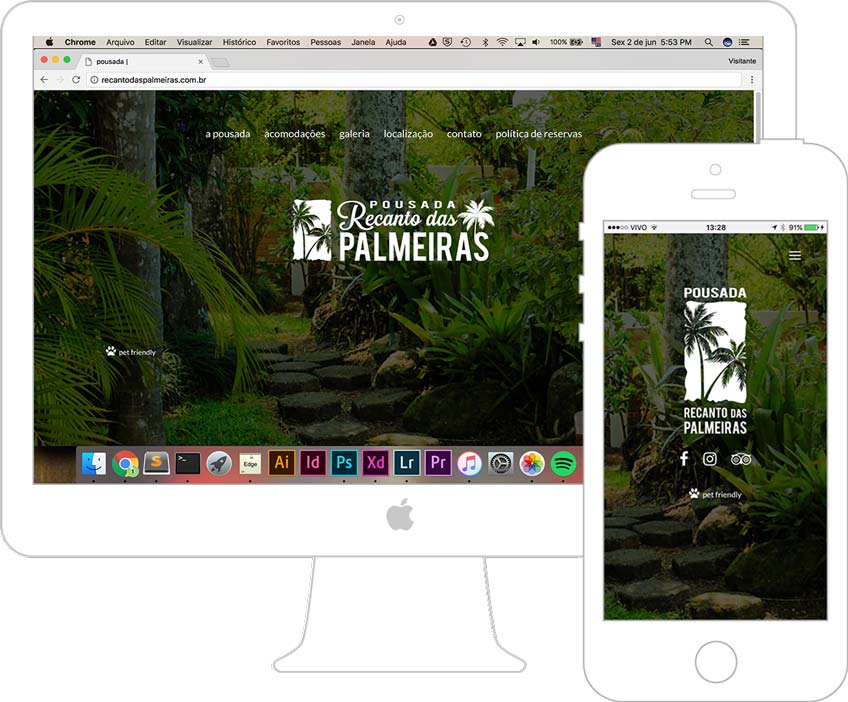 Chrome Arquivo Editar Visualizar Histórico Favoritos Pessoas Janela Ajuda 100% Sex 2 de jun 5:53 PM
pousada |
Visitante
recantodaspalmeiras.com.br
a pousada acomodações galeria localização contato política de reservas
POUSADA
Recanto das
PALMEIRAS
pet friendly
S
>_
1
Edge
Ai Id Ps Xd Lr Pr
VIVO 13:28 91%
POUSADA
RECANTO DAS
PALMEIRAS
pet friendly